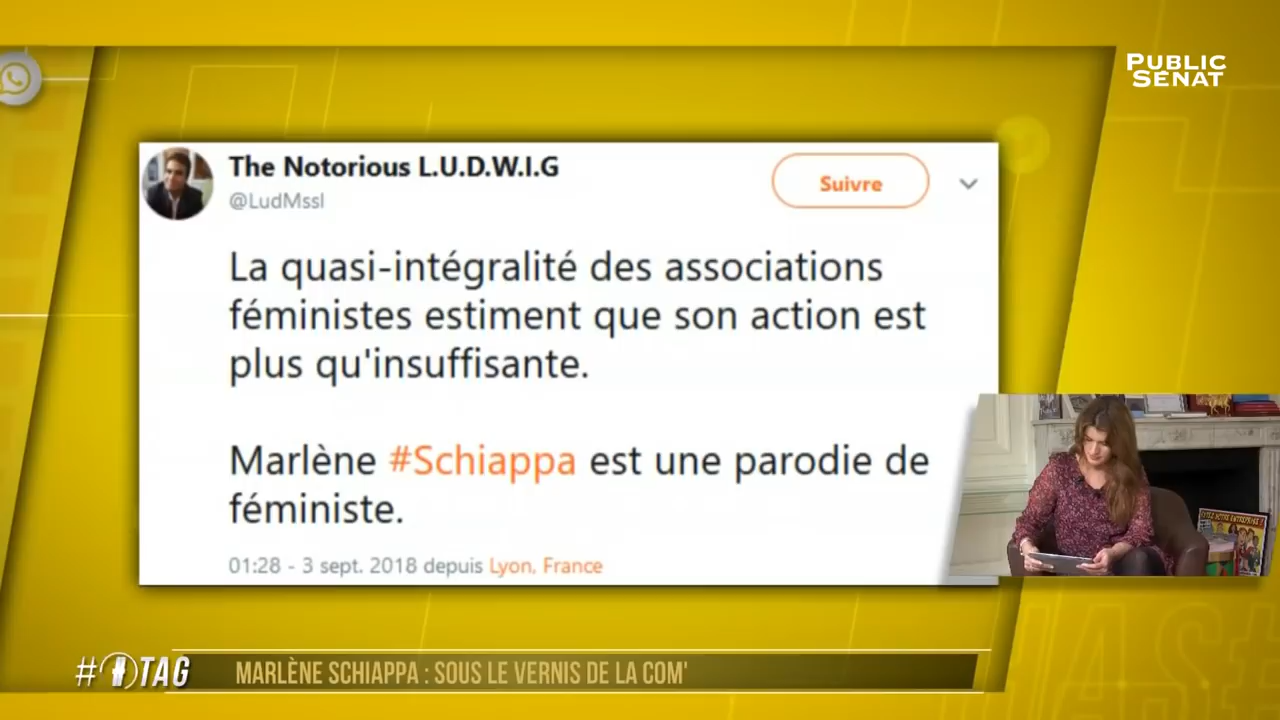 PUBLIC
SÉNAT
The Notorious L.U.D.W.I.G
@LudMssl
Suivre
La quasi-intégralité des associations
féministes estiment que son action est
plus qu'insuffisante.
Marlène #Schiappa est une parodie de
féministe.
01:28 - 3 sept. 2018 depuis Lyon, France
#HTAG
MARLÈNE SCHIAPPA : SOUS LE VERNIS DE LA COM'